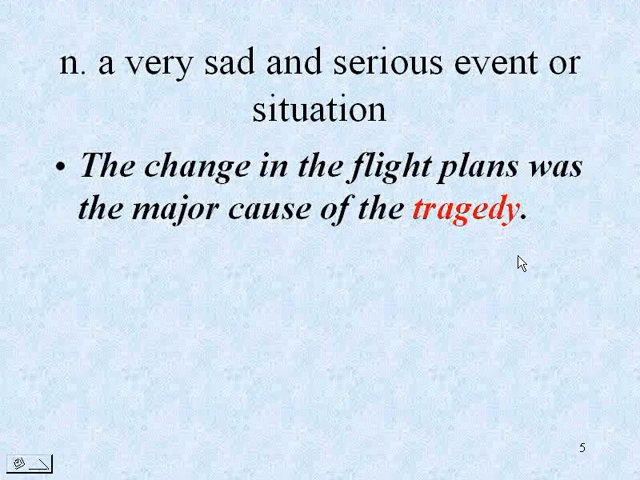 n. a very sad and serious event or
situation
• The change in the flight plans was
the major cause of the tragedy.
5